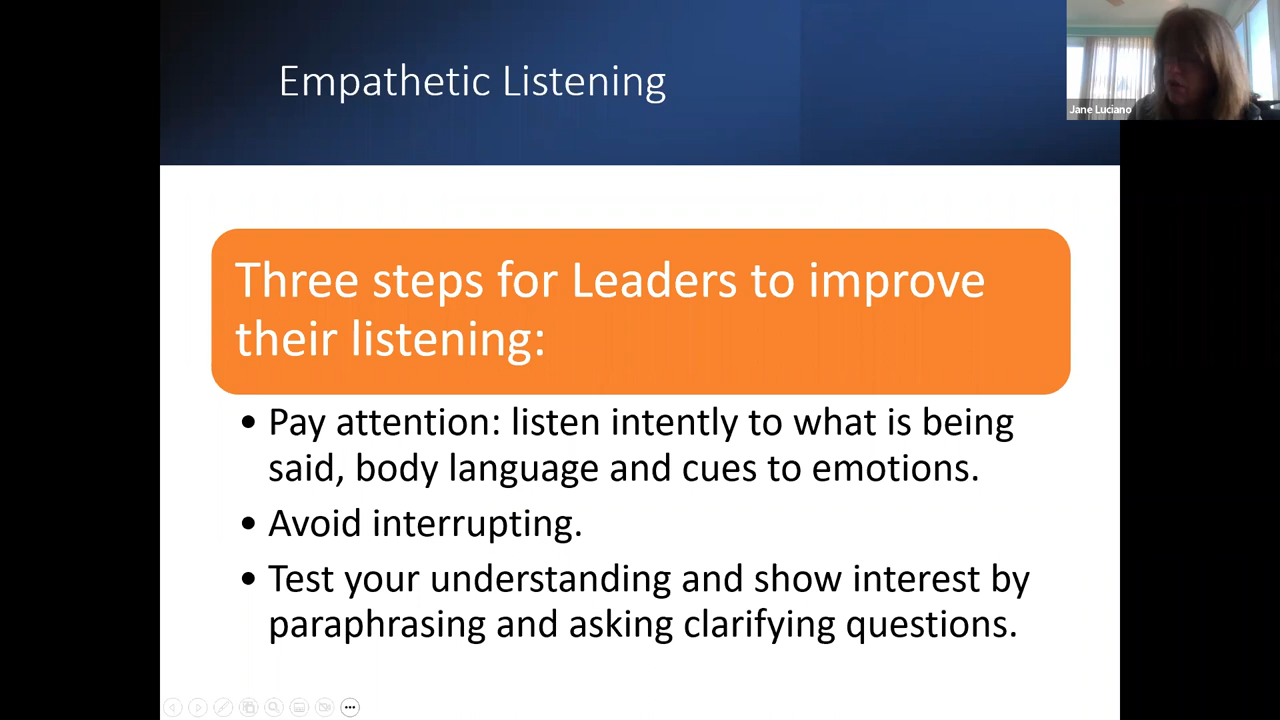 Empathetic Listening
Jane Luciano
Three steps for Leaders to improve
their listening:
• Pay attention: listen intently to what is being
said, body language and cues to emotions.
• Avoid interrupting.
• Test your understanding and show interest by
paraphrasing and asking clarifying questions.